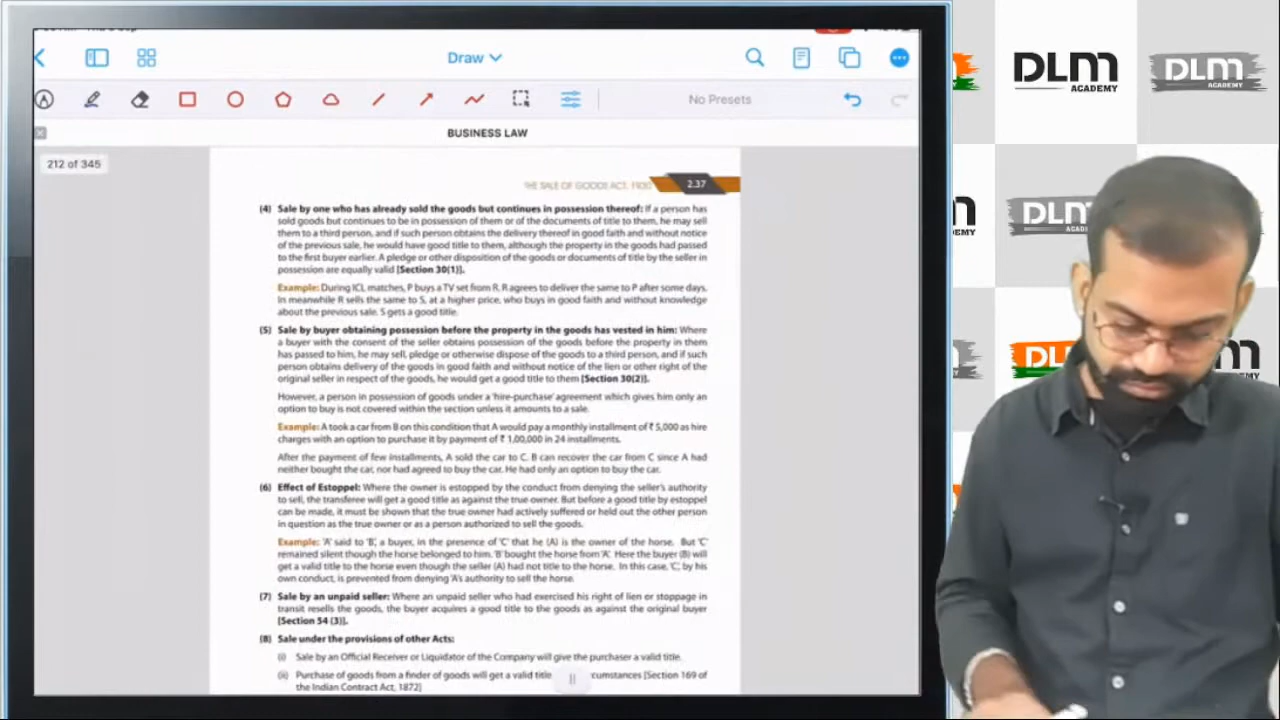 Draw
No Presets
BUSINESS LAW
212 of 345
THE SALE OF GOODS ACT, 1930
2.37
(4) Sale by one who has already sold the goods but continues in possession thereof: If a person has
sold goods but continues to be in possession of them or of the documents of title to them, he may sell
them to a third person, and if such person obtains the delivery thereof in good faith and without notice
of the previous sale, he would have good title to them, although the property in the goods had passed
to the first buyer earlier. A pledge or other disposition of the goods or documents of title by the seller in
possession are equally valid [Section 30(1)].
Example: During ICL matches, P buys a TV set from R. R agrees to deliver the same to P after some days.
In meanwhile R sells the same to S, at a higher price, who buys in good faith and without knowledge
about the previous sale. S gets a good title.
(5) Sale by buyer obtaining possession before the property in the goods has vested in him: Where
a buyer with the consent of the seller obtains possession of the goods before the property in them
has passed to him, he may sell, pledge or otherwise dispose of the goods to a third person, and if such
person obtains delivery of the goods in good faith and without notice of the lien or other right of the
original seller in respect of the goods, he would get a good title to them [Section 30(2)].
However, a person in possession of goods under a 'hire-purchase' agreement which gives him only an
option to buy is not covered within the section unless it amounts to a sale.
Example: A took a car from B on this condition that A would pay a monthly installment of ₹ 5,000 as hire
charges with an option to purchase it by payment of ₹ 1,00,000 in 24 installments.
After the payment of few installments, A sold the car to C. B can recover the car from C since A had
neither bought the car, nor had agreed to buy the car. He had only an option to buy the car.
(6) Effect of Estoppel: Where the owner is estopped by the conduct from denying the seller's authority
to sell, the transferee will get a good title as against the true owner. But before a good title by estoppel
can be made, it must be shown that the true owner had actively suffered or held out the other person
in question as the true owner or as a person authorized to sell the goods.
Example: 'A' said to 'B', a buyer, in the presence of 'C' that he (A) is the owner of the horse. But 'C'
remained silent though the horse belonged to him. 'B' bought the horse from 'A'. Here the buyer (B) will
get a valid title to the horse even though the seller (A) had not title to the horse. In this case, 'C', by his
own conduct, is prevented from denying 'A's authority to sell the horse.
(7) Sale by an unpaid seller: Where an unpaid seller who had exercised his right of lien or stoppage in
transit resells the goods, the buyer acquires a good title to the goods as against the original buyer
[Section 54 (3)].
(8) Sale under the provisions of other Acts:
(i) Sale by an Official Receiver or Liquidator of the Company will give the purchaser a valid title.
(ii) Purchase of goods from a finder of goods will get a valid title cumstances [Section 169 of
the Indian Contract Act, 1872]
DLM
ACADEMY
DLM
ACADEMY
DLM